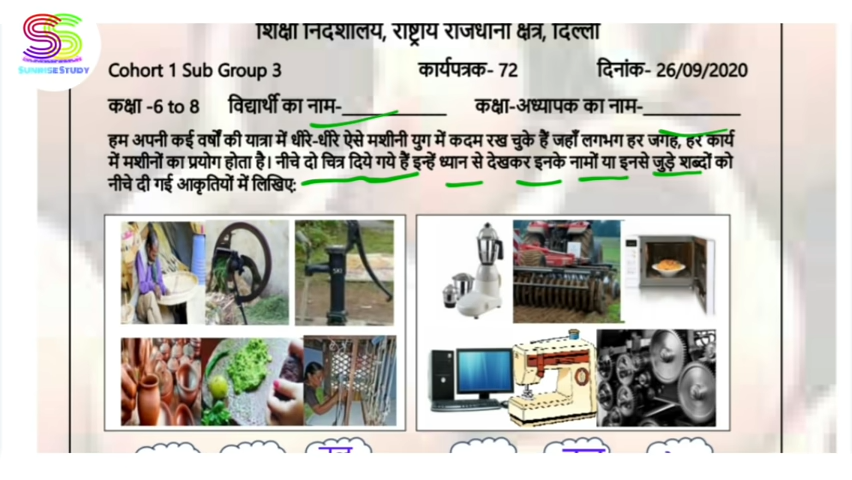 SUNRISE STUDY
शिक्षा निदेशालय, राष्ट्रीय राजधानी क्षेत्र, दिल्ली
Cohort 1 Sub Group 3 कार्यपत्रक- 72 दिनांक- 26/09/2020
कक्षा -6 to 8 विद्यार्थी का नाम-__________ कक्षा-अध्यापक का नाम-__________
हम अपनी कई वर्षों की यात्रा में धीरे-धीरे ऐसे मशीनी युग में कदम रख चुके हैं जहाँ लगभग हर जगह, हर कार्य
में मशीनों का प्रयोग होता है। नीचे दो चित्र दिये गये हैं इन्हें ध्यान से देखकर इनके नामों या इनसे जुड़े शब्दों को
नीचे दी गई आकृतियों में लिखिए: